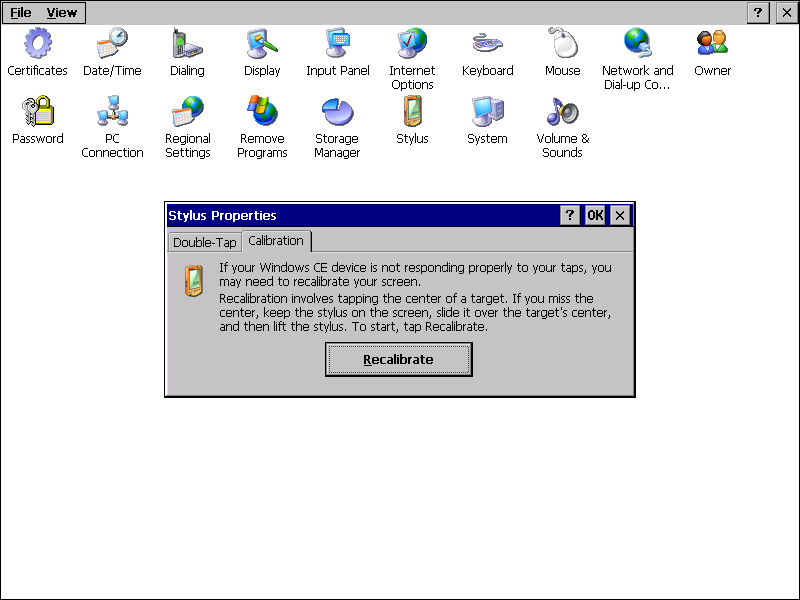 File View ?
Certificates Date/Time Dialing Display Input Panel Internet Options Keyboard Mouse Network and Dial-up Co... Owner
Password PC Connection Regional Settings Remove Programs Storage Manager Stylus System Volume & Sounds
Stylus Properties ? OK
Double-Tap Calibration
If your Windows CE device is not responding properly to your taps, you
may need to recalibrate your screen.
Recalibration involves tapping the center of a target. If you miss the
center, keep the stylus on the screen, slide it over the target's center,
and then lift the stylus. To start, tap Recalibrate.
Recalibrate